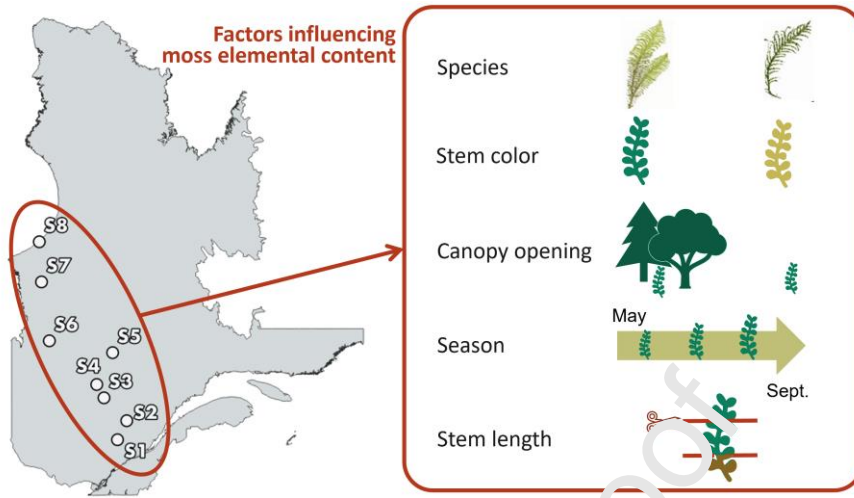 Factors influencing
moss elemental content
Species
Stem color
Canopy opening
May
Season
Sept.
Stem length
S8
S7
S6
S5
S4
S3
S2
S1